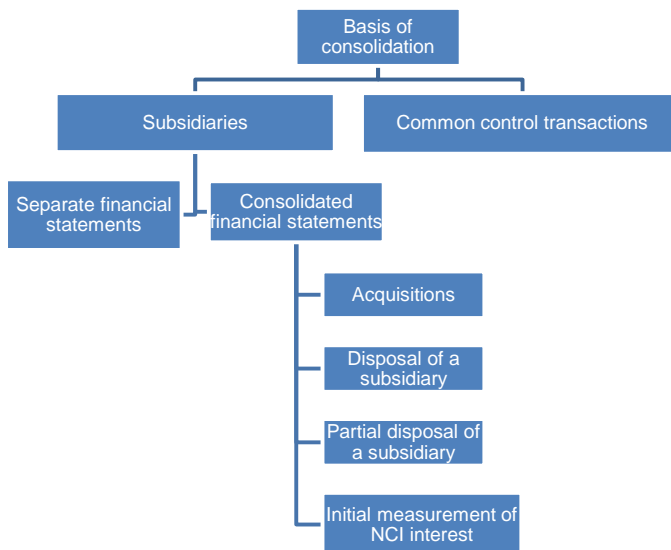 Basis of
consolidation
Subsidiaries
Common control transactions
Separate financial
statements
Consolidated
financial statements
Acquisitions
Disposal of a
subsidiary
Partial disposal of
a subsidiary
Initial measurement of
NCI interest